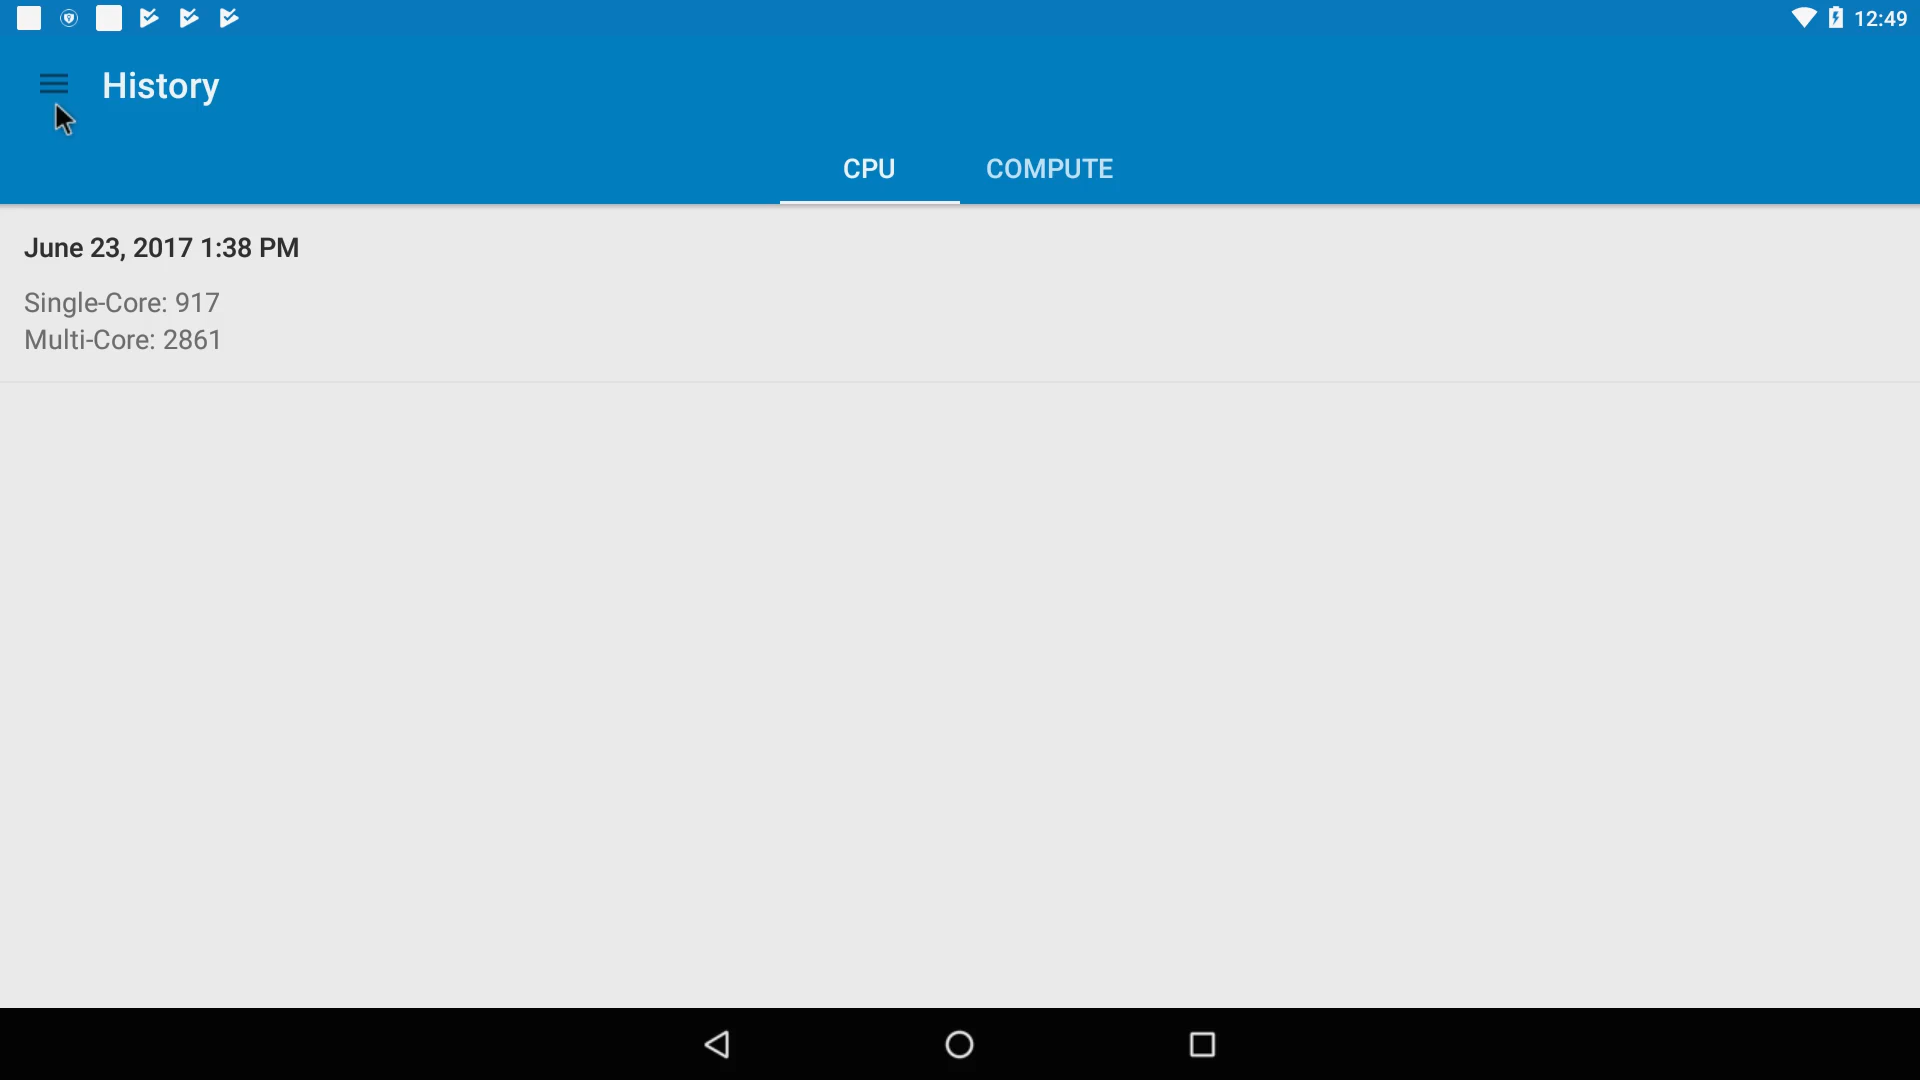 12:49
History
CPU
COMPUTE
June 23, 2017 1:38 PM
Single-Core: 917
Multi-Core: 2861